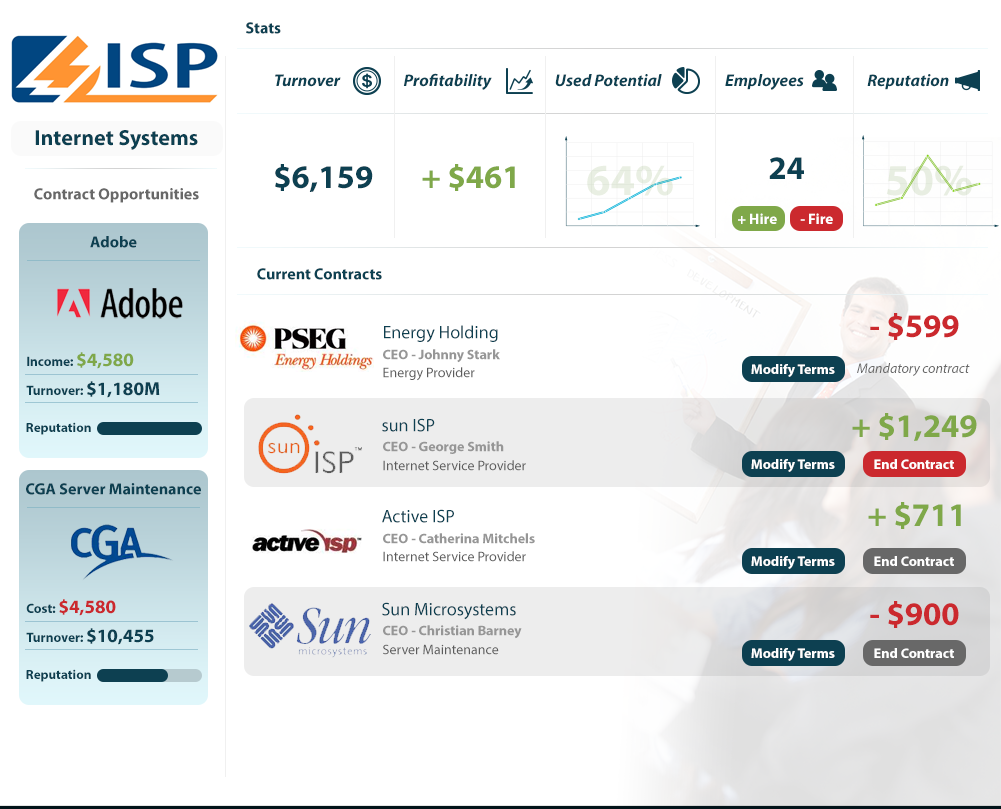 ISP
Internet Systems
Contract Opportunities
Adobe
Adobe
Income: $4,580
Turnover: $1,180M
Reputation
CGA Server Maintenance
CGA
Cost: $4,580
Turnover: $10,455
Reputation
Stats
Turnover $
Profitability
Used Potential
Employees
Reputation
$6,159
+ $461
64%
24
+ Hire
- Fire
50%
Current Contracts
DEVELOPMENT
PSEG
Energy Holdings
Energy Holding
CEO - Johnny Stark
Energy Provider
- $599
Modify Terms
Mandatory contract
sun ISP™
sun ISP
CEO - George Smith
Internet Service Provider
+ $1,249
Modify Terms
End Contract
active isp™
Active ISP
CEO - Catherina Mitchels
Internet Service Provider
+ $711
Modify Terms
End Contract
Sun
microsystems
Sun Microsystems
CEO - Christian Barney
Server Maintenance
- $900
Modify Terms
End Contract